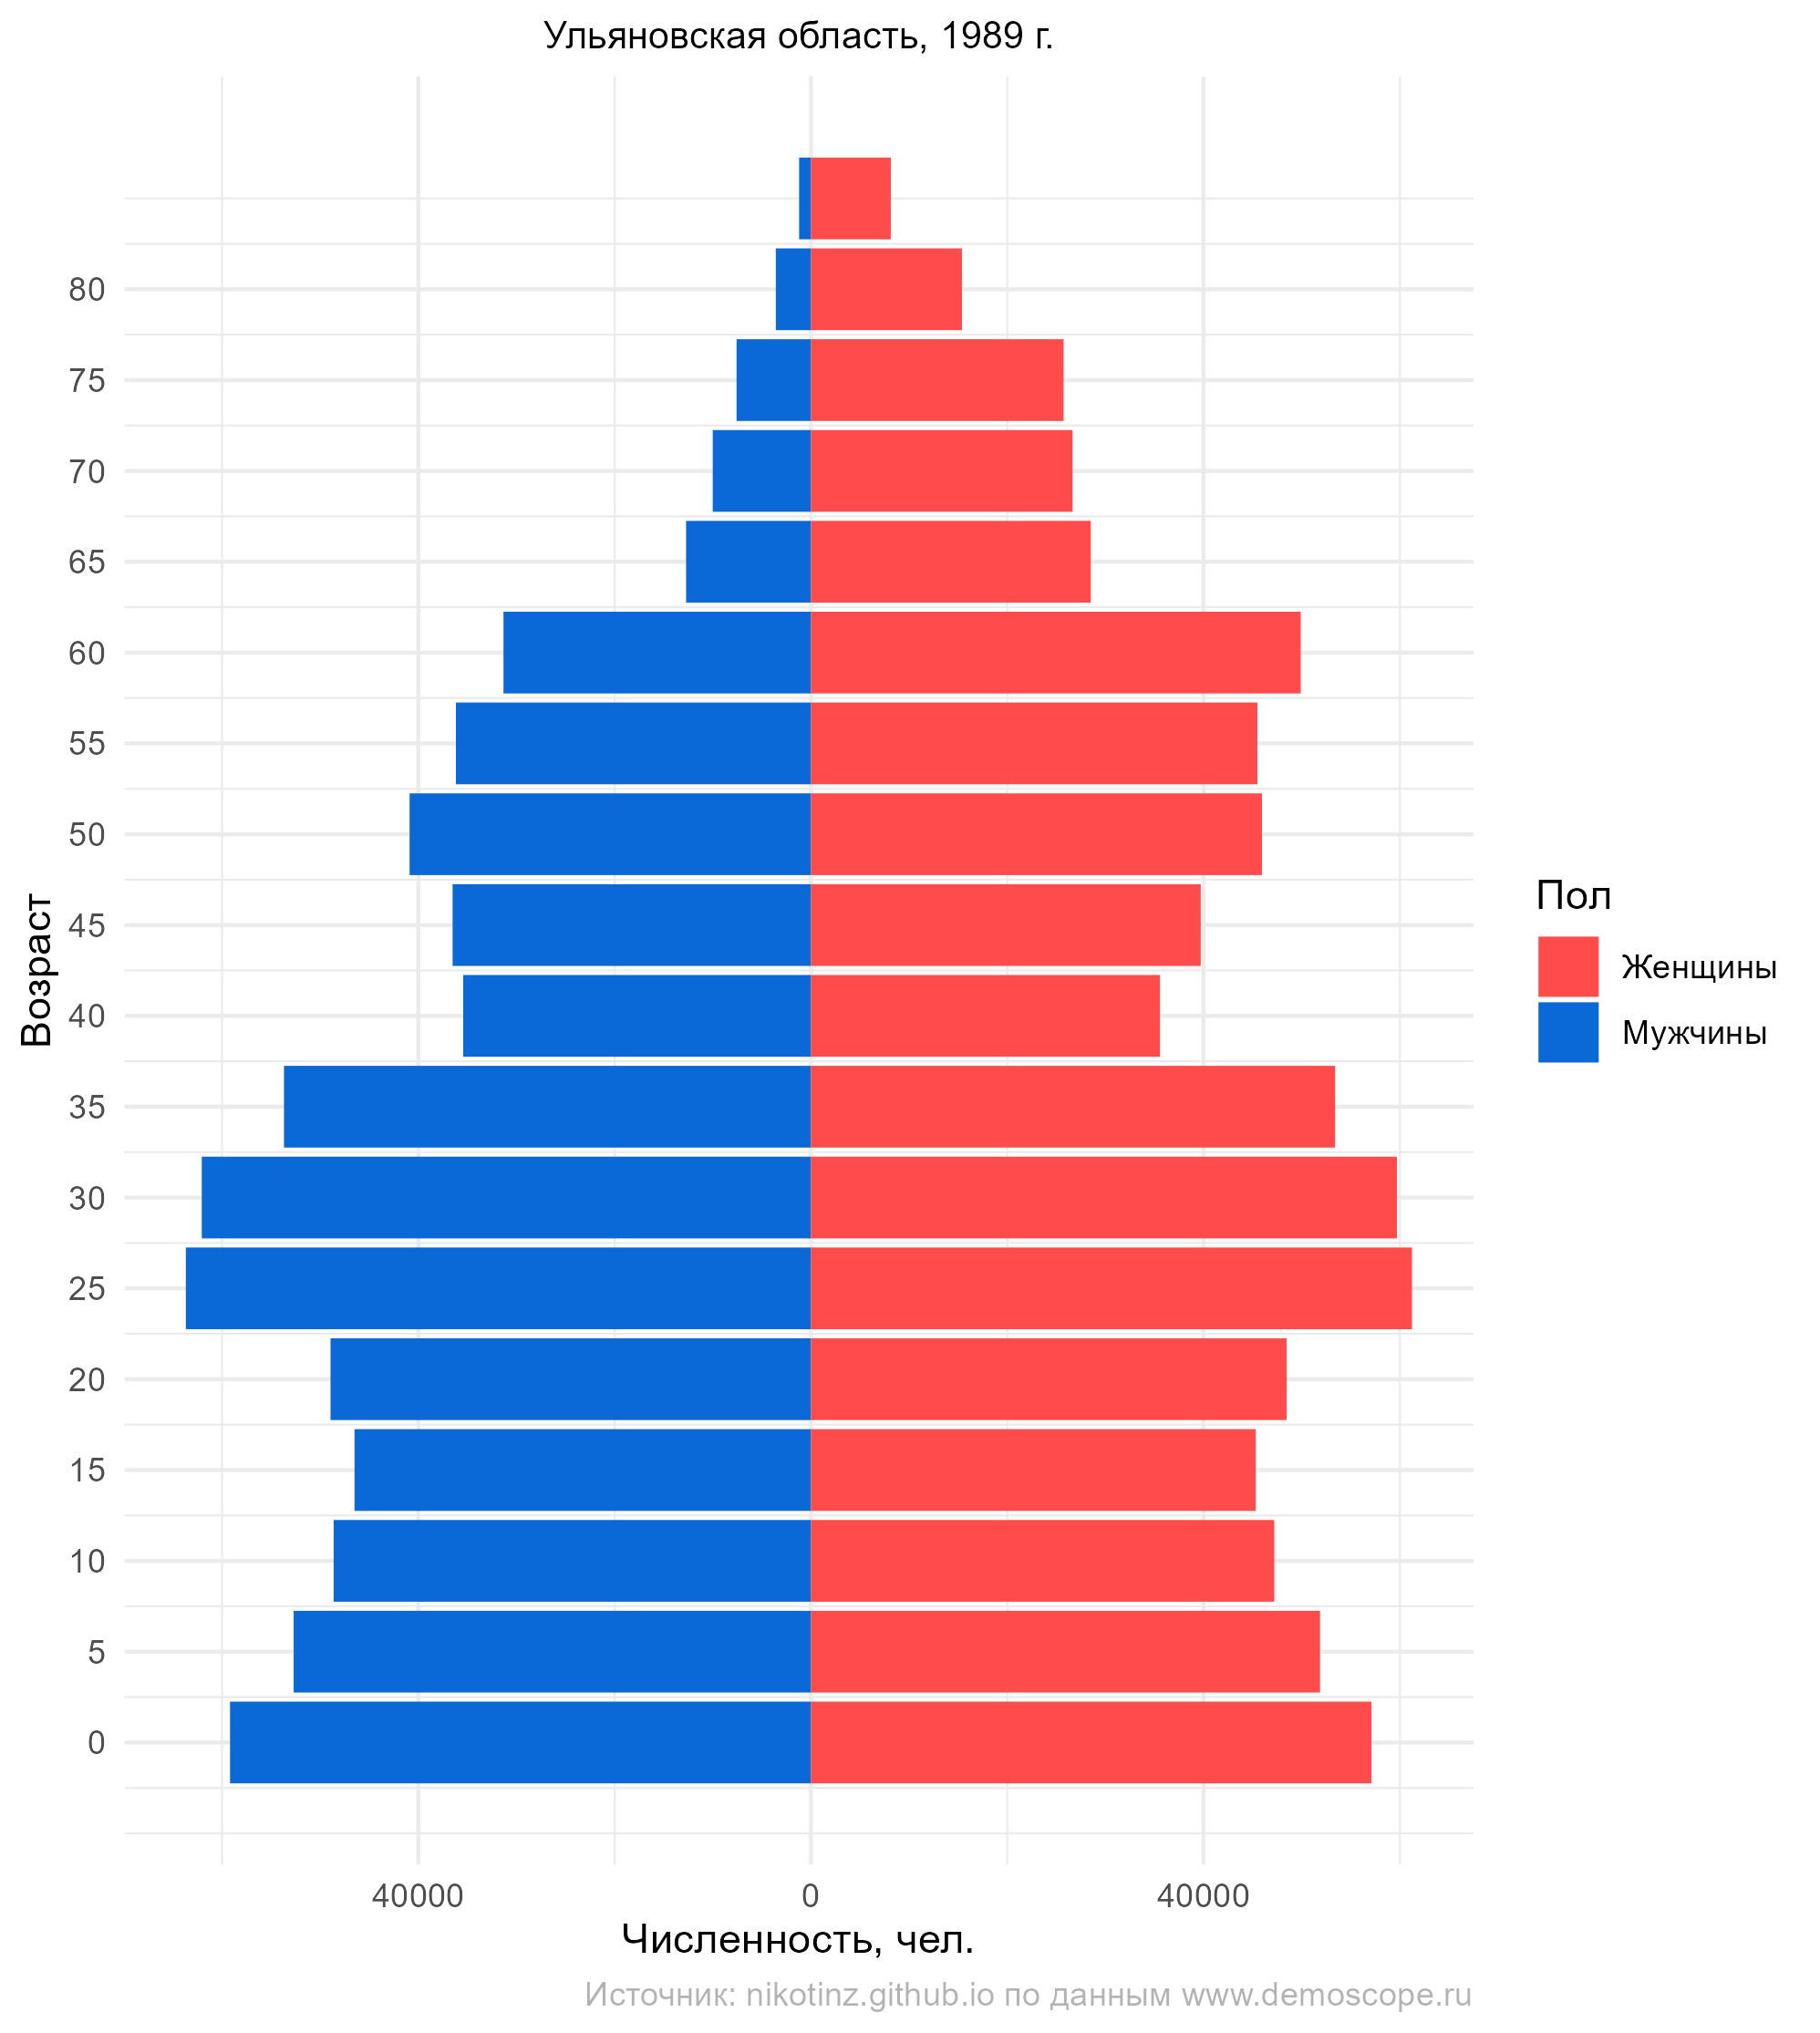 Ульяновская область, 1989 г.
80
75
70
65
60
55
50
45
40
35
30
25
20
15
10
5
0
Возраст
40000
0
40000
Численность, чел.
Пол
Женщины
Мужчины
Источник: nikotinz.github.io по данным www.demoscope.ru